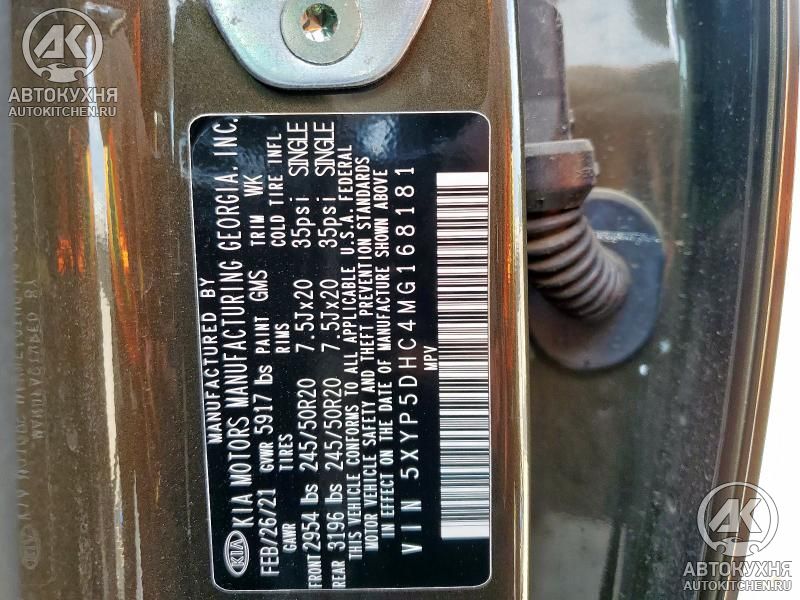 AK
АВТОКУХНЯ
AUTOKITCHEN.RU
MANUFACTURED BY
KIA KIA MOTORS MANUFACTURING GEORGIA, INC.
FEB/26/21 GVWR 5917 lbs PAINT GMS TRIM WK
GAWR TIRES RIMS COLD TIRE INFL
FRONT 2954 lbs 245/50R20 7.5Jx20 35psi SINGLE
REAR 3196 lbs 245/50R20 7.5Jx20 35psi SINGLE
THIS VEHICLE CONFORMS TO ALL APPLICABLE U.S.A. FEDERAL
MOTOR VEHICLE SAFETY AND THEFT PREVENTION STANDARDS
IN EFFECT ON THE DATE OF MANUFACTURE SHOWN ABOVE
VIN 5XYP5DHC4MG168181
MPV
AK
АВТОКУХНЯ
AUTOKITCHEN.RU